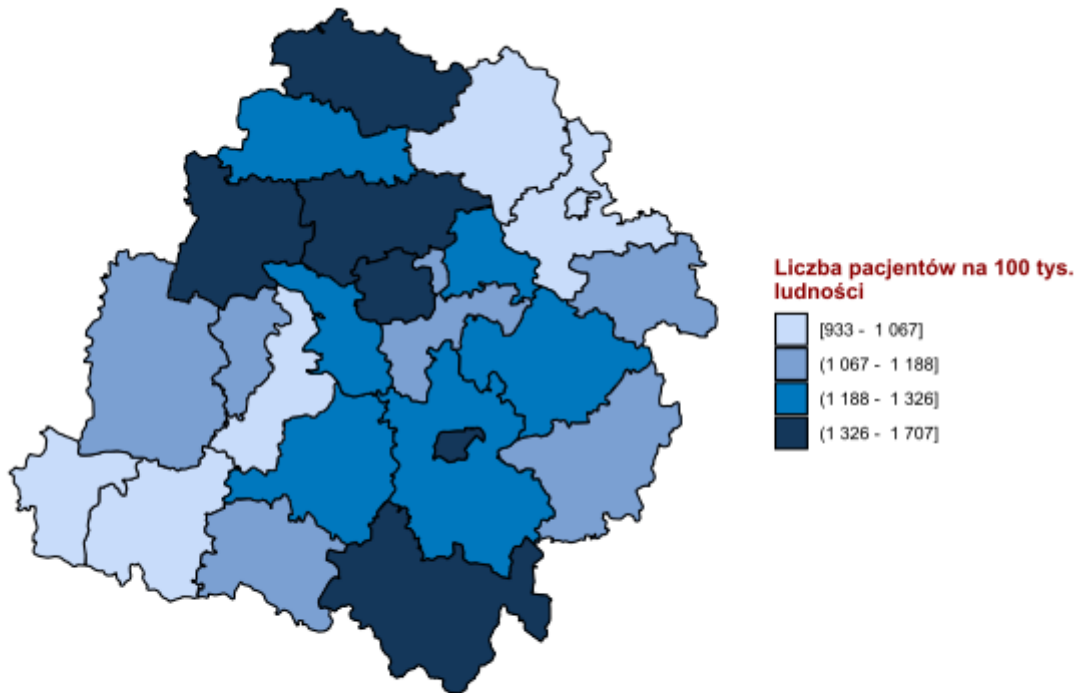 Liczba pacjentów na 100 tys.
ludności
[933 - 1 067]
(1 067 - 1 188]
(1 188 - 1 326]
(1 326 - 1 707]